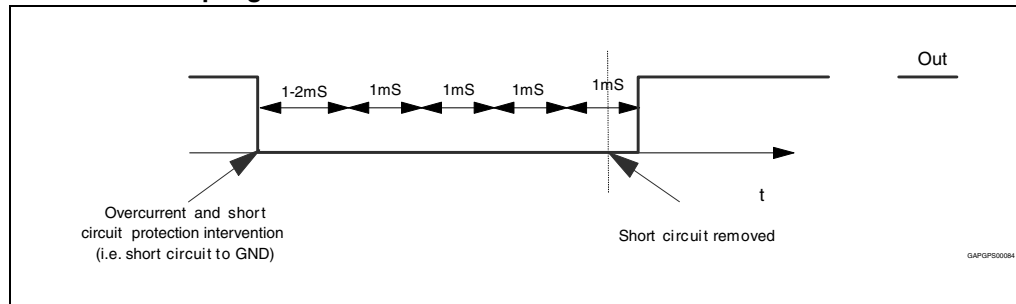 Out
1-2mS 1mS 1mS 1mS 1mS
t
Overcurrent and short
circuit protection intervention
(i.e. short circuit to GND)
Short circuit removed
GAPGPS00084